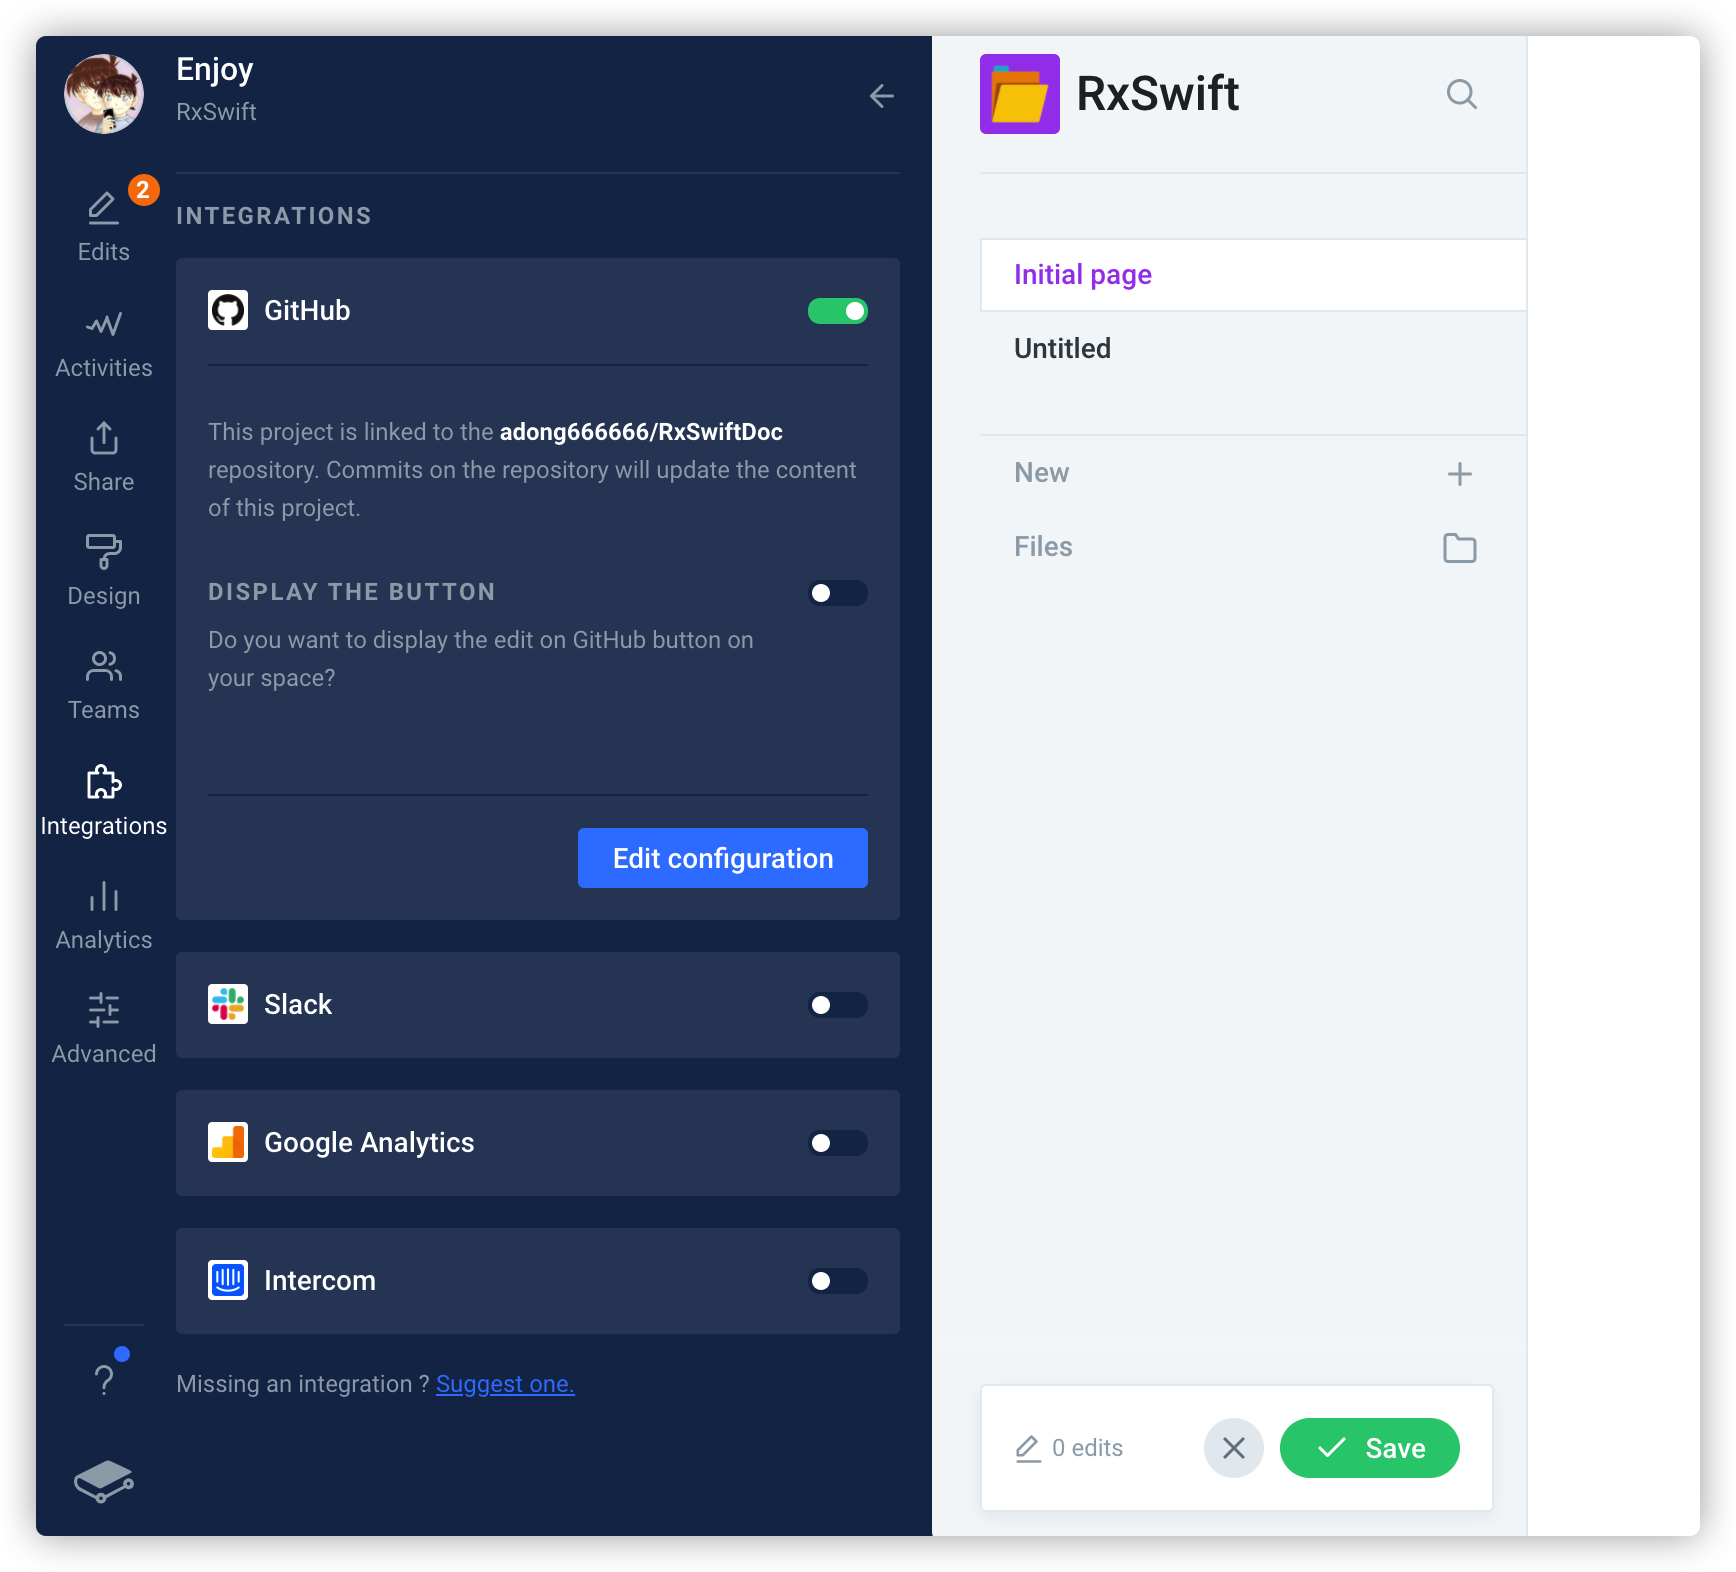 Enjoy
RxSwift
2
Edits
Activities
Share
Design
Teams
Integrations
Analytics
Advanced
?
INTEGRATIONS
GitHub
This project is linked to the adong666666/RxSwiftDoc
repository. Commits on the repository will update the content
of this project.
DISPLAY THE BUTTON
Do you want to display the edit on GitHub button on
your space?
Edit configuration
Slack
Google Analytics
Intercom
Missing an integration ? Suggest one.
RxSwift
Initial page
Untitled
New
Files
0 edits
Save